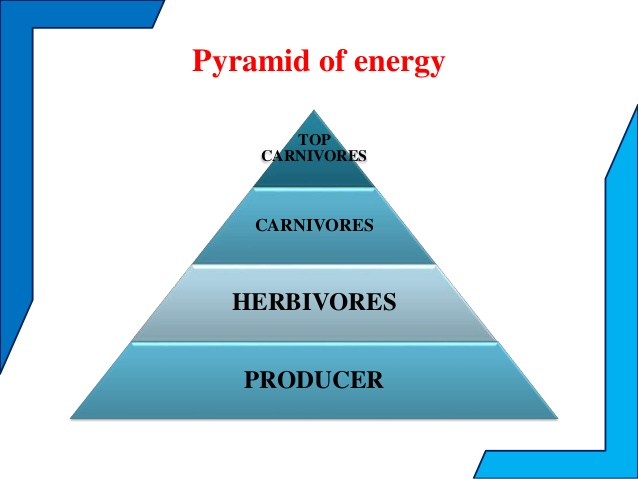 Pyramid of energy
TOP
CARNIVORES
CARNIVORES
HERBIVORES
PRODUCER